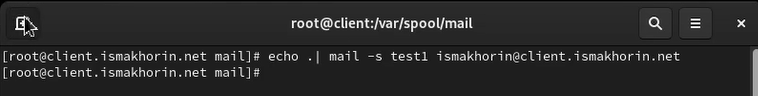 root@client:/var/spool/mail
[root@client.ismakhorin.net mail]# echo .| mail -s test1 ismakhorin@client.ismakhorin.net
[root@client.ismakhorin.net mail]#